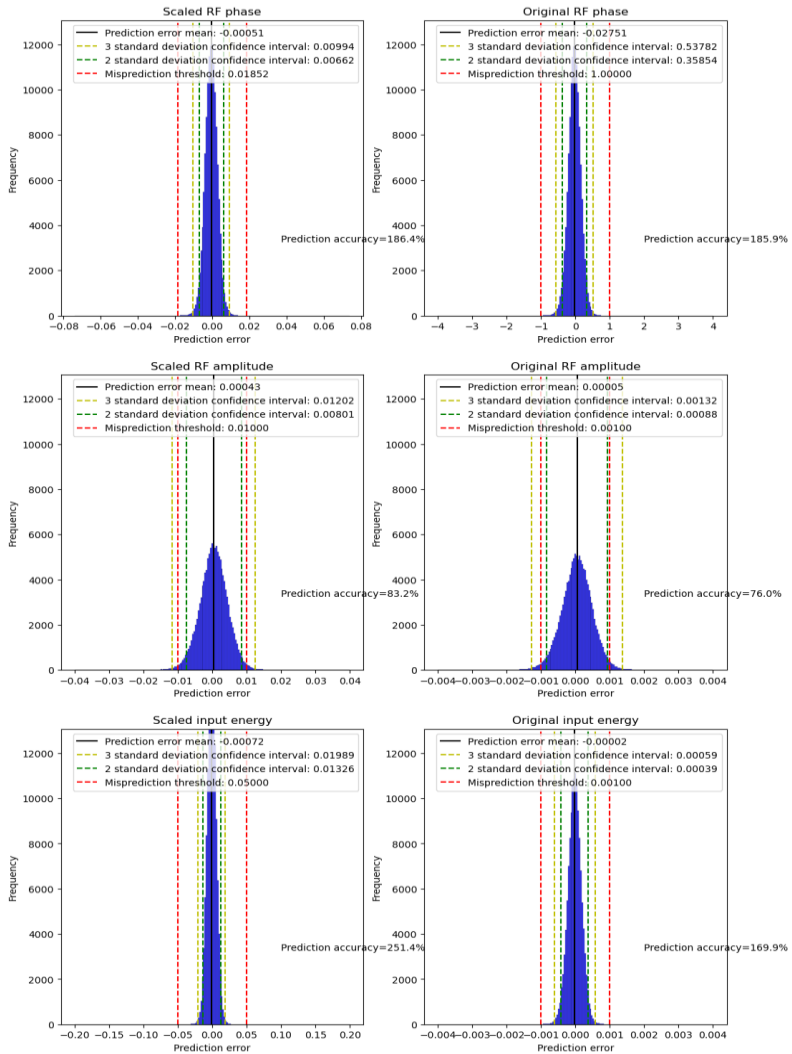 Scaled RF phase
Prediction error mean: -0.00051
3 standard deviation confidence interval: 0.00994
2 standard deviation confidence interval: 0.00662
Misprediction threshold: 0.01852
12000
10000
8000
6000
4000
2000
0
Frequency
Prediction accuracy=186.4%
−0.08 −0.06 −0.04 −0.02 0.00 0.02 0.04 0.06 0.08
Prediction error
Original RF phase
Prediction error mean: -0.02751
3 standard deviation confidence interval: 0.53782
2 standard deviation confidence interval: 0.35854
Misprediction threshold: 1.00000
12000
10000
8000
6000
4000
2000
0
Frequency
Prediction accuracy=185.9%
−4 −3 −2 −1 0 1 2 3 4
Prediction error
Scaled RF amplitude
Prediction error mean: 0.00043
3 standard deviation confidence interval: 0.01202
2 standard deviation confidence interval: 0.00801
Misprediction threshold: 0.01000
12000
10000
8000
6000
4000
2000
0
Frequency
Prediction accuracy=83.2%
−0.04 −0.03 −0.02 −0.01 0.00 0.01 0.02 0.03 0.04
Prediction error
Original RF amplitude
Prediction error mean: 0.00005
3 standard deviation confidence interval: 0.00132
2 standard deviation confidence interval: 0.00088
Misprediction threshold: 0.00100
12000
10000
8000
6000
4000
2000
0
Frequency
Prediction accuracy=76.0%
−0.004 −0.003 −0.002 −0.001 0.000 0.001 0.002 0.003 0.004
Prediction error
Scaled input energy
Prediction error mean: -0.00072
3 standard deviation confidence interval: 0.01989
2 standard deviation confidence interval: 0.01326
Misprediction threshold: 0.05000
12000
10000
8000
6000
4000
2000
0
Frequency
Prediction accuracy=251.4%
−0.20 −0.15 −0.10 −0.05 0.00 0.05 0.10 0.15 0.20
Prediction error
Original input energy
Prediction error mean: -0.00002
3 standard deviation confidence interval: 0.00059
2 standard deviation confidence interval: 0.00039
Misprediction threshold: 0.00100
12000
10000
8000
6000
4000
2000
0
Frequency
Prediction accuracy=169.9%
−0.004 −0.003 −0.002 −0.001 0.000 0.001 0.002 0.003 0.004
Prediction error